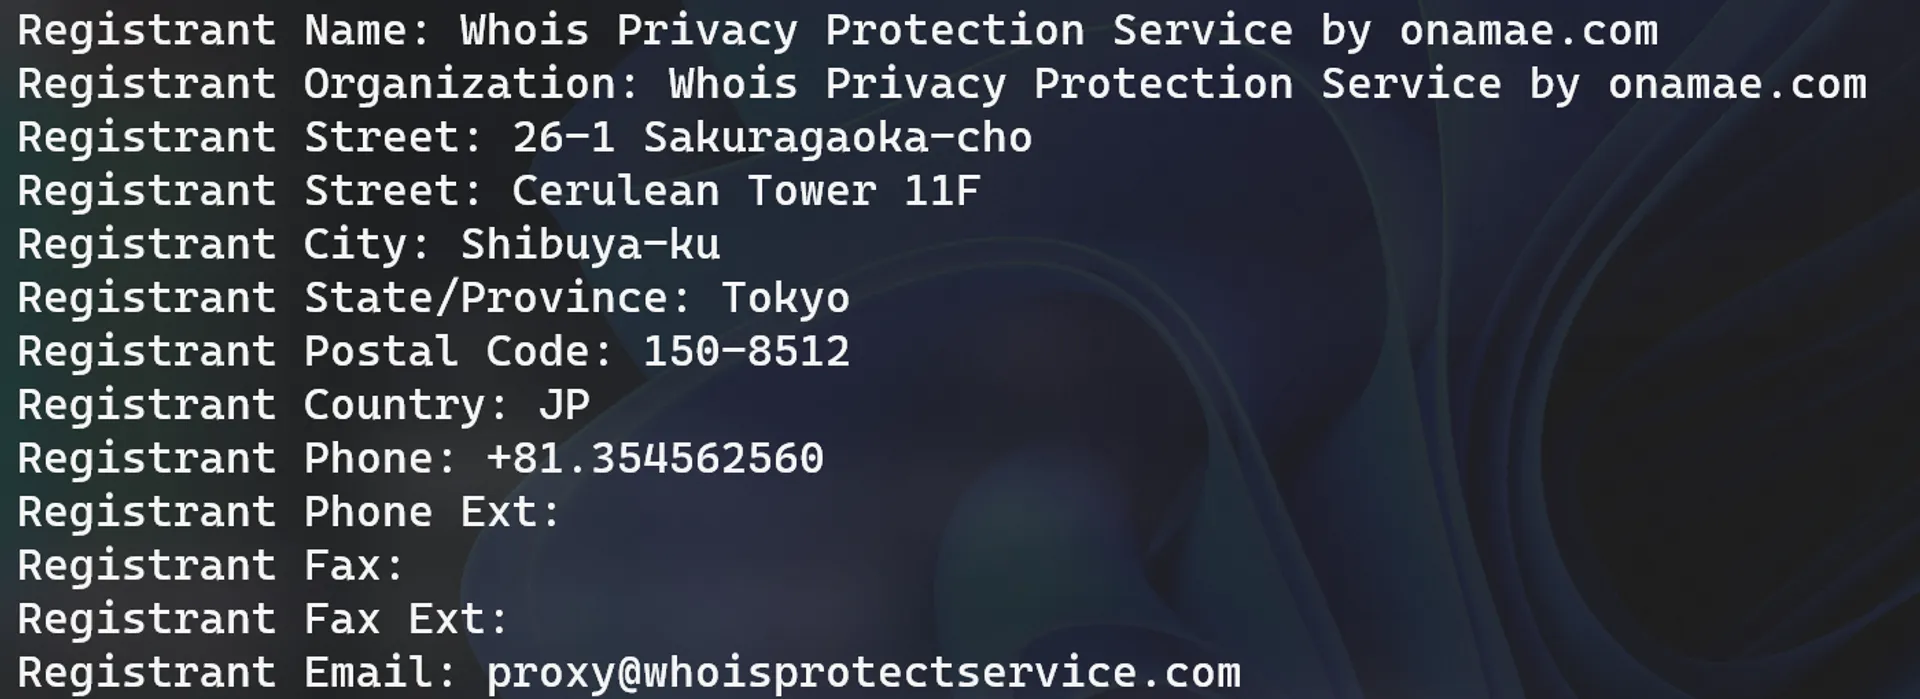 Registrant Name: Whois Privacy Protection Service by onamae.com
Registrant Organization: Whois Privacy Protection Service by onamae.com
Registrant Street: 26-1 Sakuragaoka-cho
Registrant Street: Cerulean Tower 11F
Registrant City: Shibuya-ku
Registrant State/Province: Tokyo
Registrant Postal Code: 150-8512
Registrant Country: JP
Registrant Phone: +81.354562560
Registrant Phone Ext:
Registrant Fax:
Registrant Fax Ext:
Registrant Email: proxy@whoisprotectservice.com